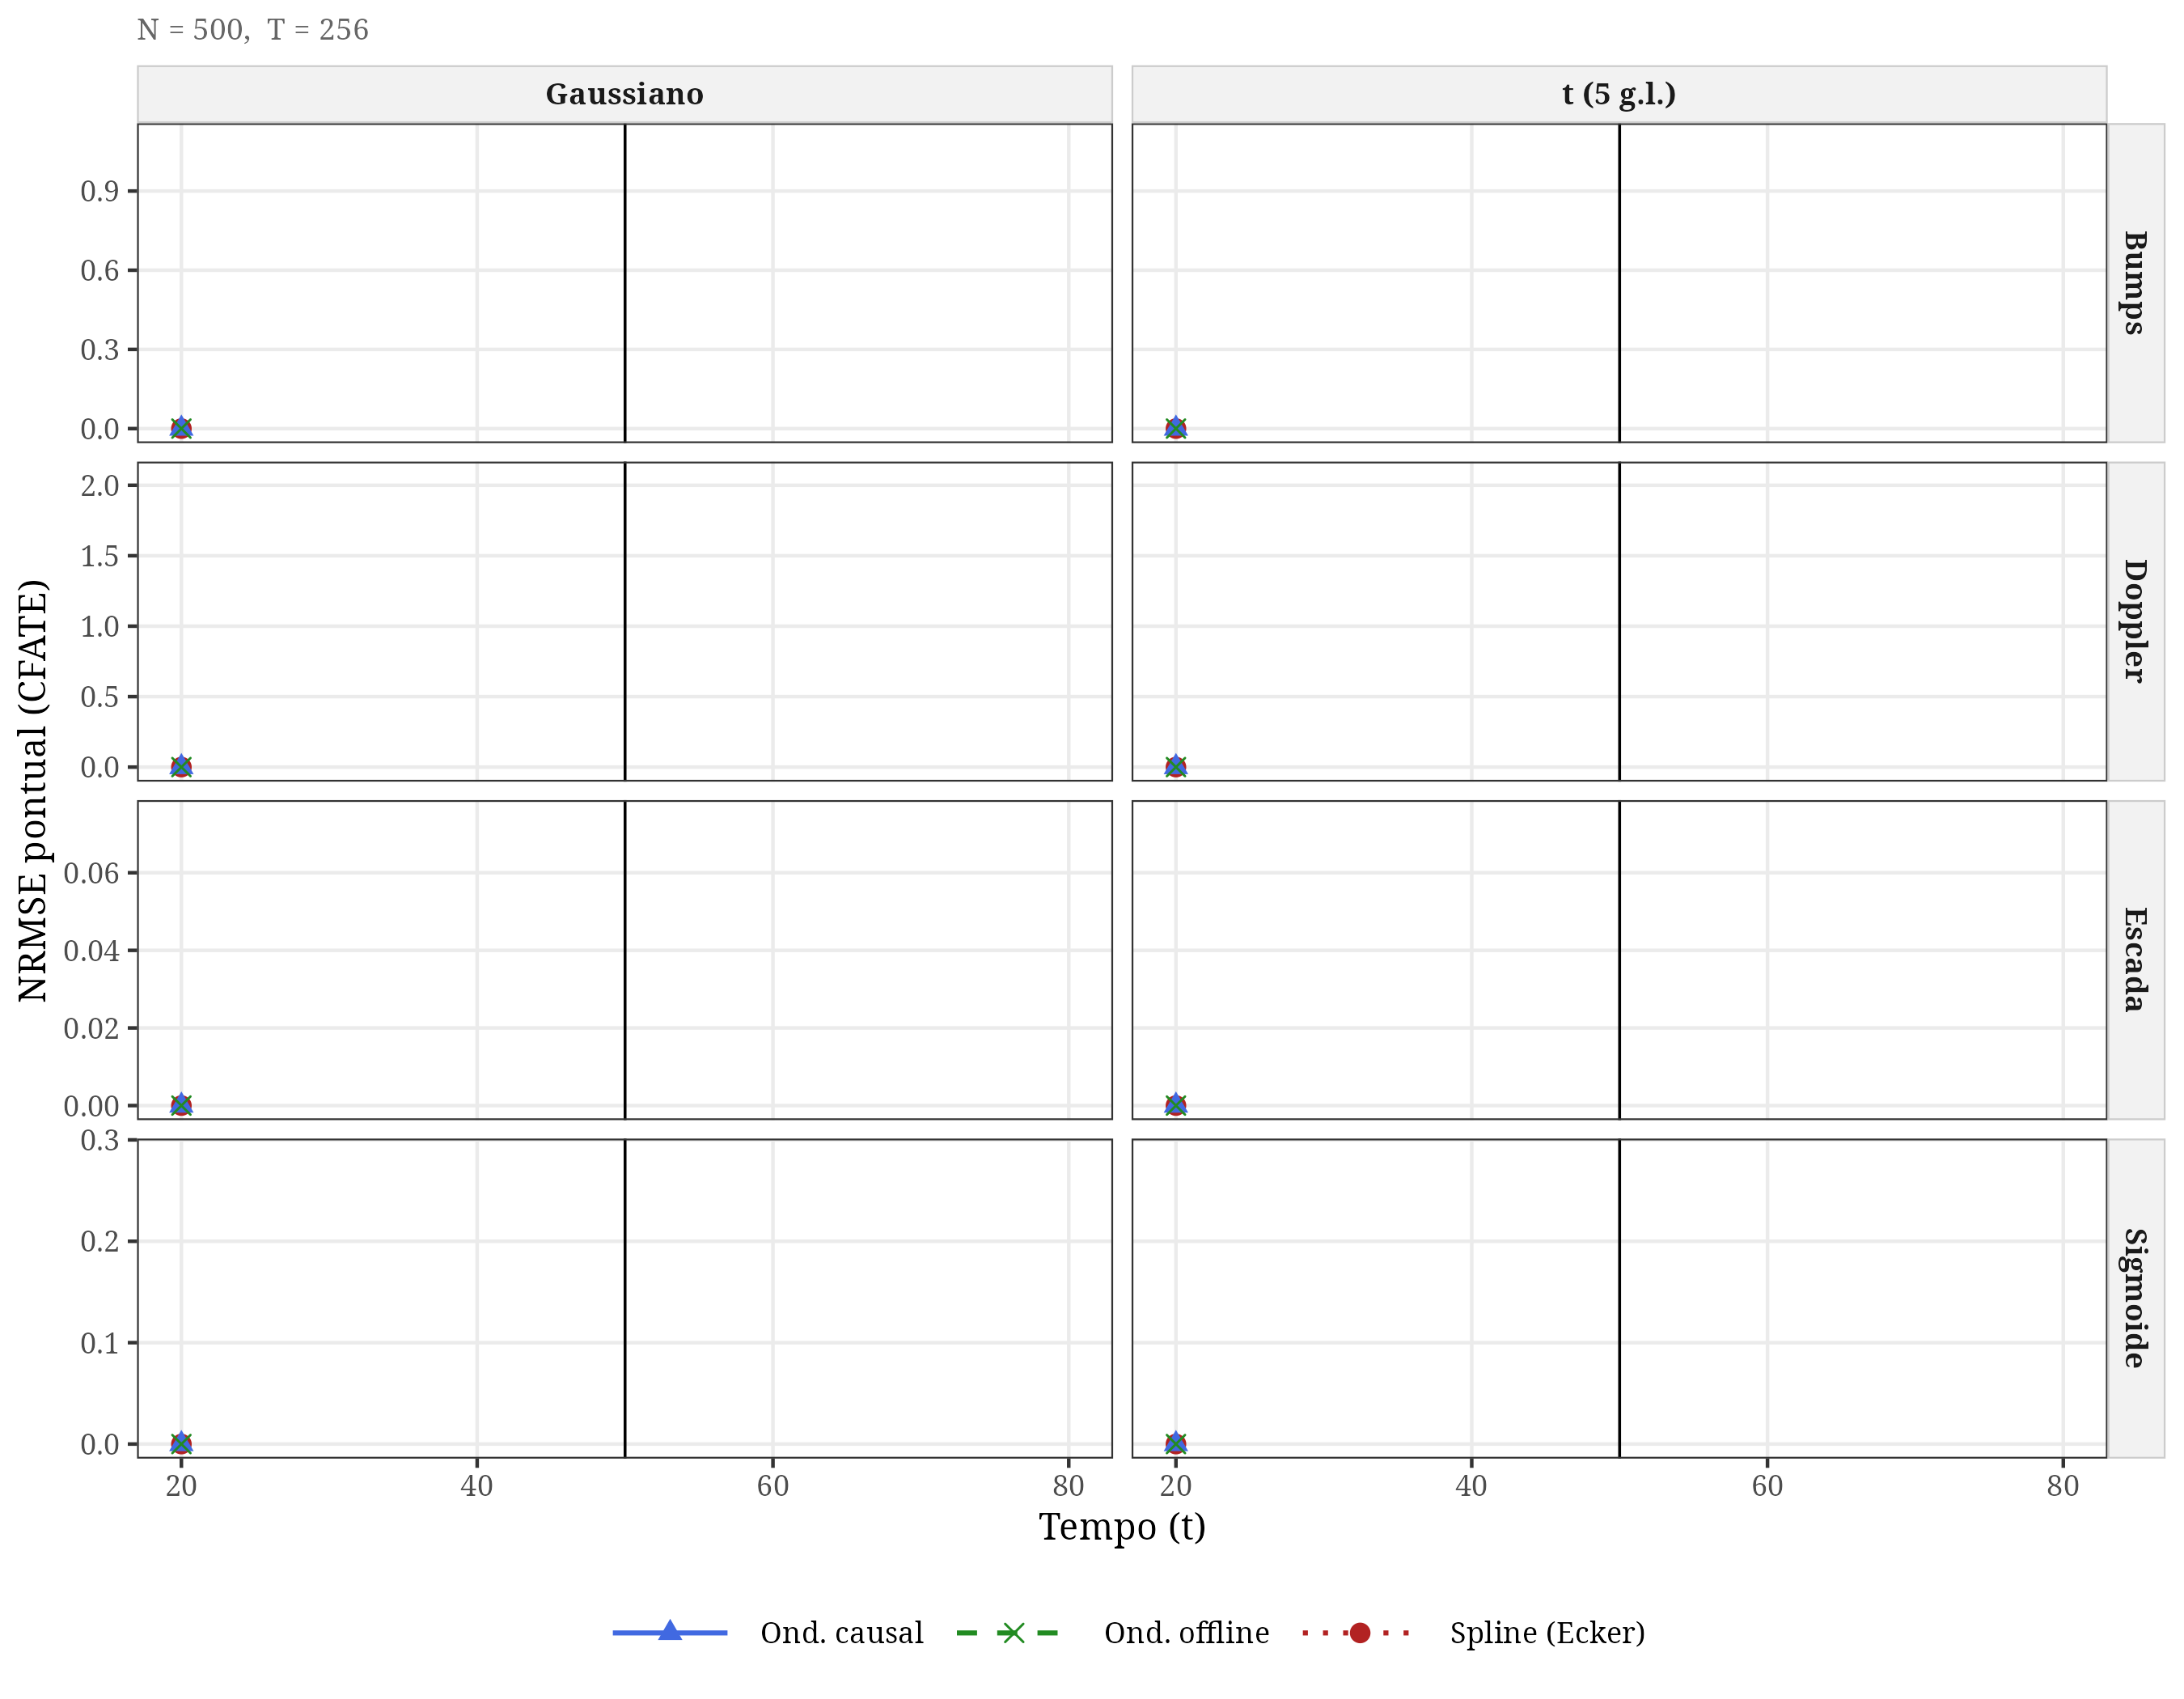 N = 500,  T = 256
Gaussiano
t (5 g.l.)
NRMSE pontual (CFATE)
0.9
0.6
0.3
0.0
Bumps
2.0
1.5
1.0
0.5
0.0
Doppler
0.06
0.04
0.02
0.00
Escada
0.3
0.2
0.1
0.0
Sigmoide
20 40 60 80 20 40 60 80
Tempo (t)
Ond. causal Ond. offline Spline (Ecker)